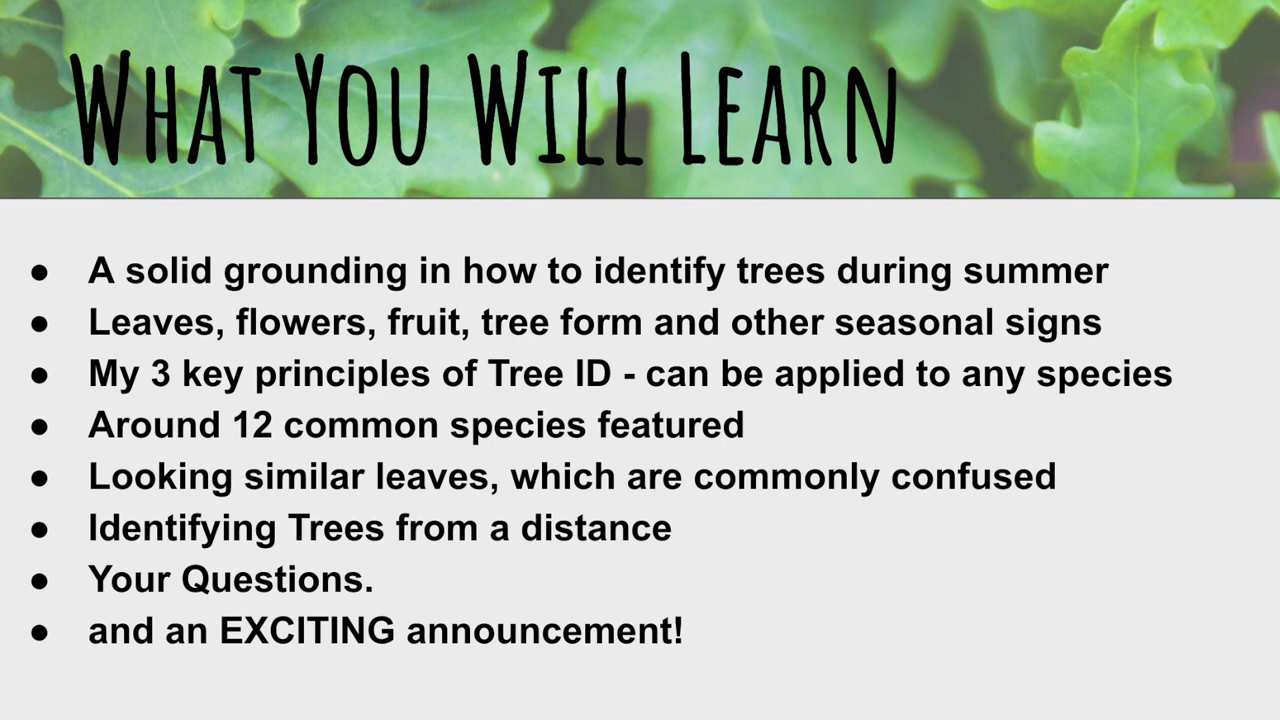 What You Will Learn
● A solid grounding in how to identify trees during summer
● Leaves, flowers, fruit, tree form and other seasonal signs
● My 3 key principles of Tree ID - can be applied to any species
● Around 12 common species featured
● Looking similar leaves, which are commonly confused
● Identifying Trees from a distance
● Your Questions.
● and an EXCITING announcement!